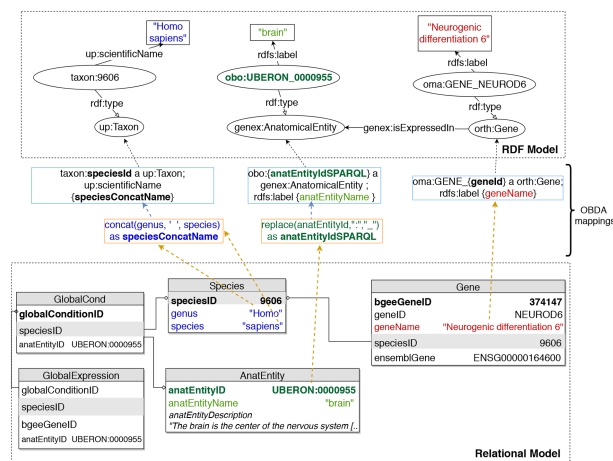 "Homo
sapiens"
"brain"
"Neurogenic
differentiation 6"
up:scientificName
rdfs:label
rdfs:label
taxon:9606
obo:UBERON_0000955
oma:GENE_NEUROD6
rdf:type
rdf:type
rdf:type
up:Taxon
genex:AnatomicalEntity
genex:isExpressedIn
orth:Gene
RDF Model
taxon:speciesId a up:Taxon;
up:scientificName
{speciesConcatName}
obo:{anatEntityIdSPARQL} a
genex:AnatomicalEntity ;
rdfs:label {anatEntityName }
oma:GENE_{geneId} a orth:Gene;
rdfs:label {geneName}
OBDA
mappings
concat(genus, ' ', species)
as speciesConcatName
replace(anatEntityId,":","_")
as anatEntityIdSPARQL
Species
speciesID 9606
genus "Homo"
species "sapiens"
Gene
bgeeGeneID 374147
geneID NEUROD6
geneName "Neurogenic differentiation 6"
speciesID 9606
ensemblGene ENSG00000164600
GlobalCond
globalConditionID
speciesID
anatEntityID UBERON:0000955
GlobalExpression
globalConditionID
speciesID
bgeeGeneID
anatEntityID UBERON:0000955
AnatEntity
anatEntityID UBERON:0000955
anatEntityName "brain"
anatEntityDescription
"The brain is the center of the nervous system [..
Relational Model